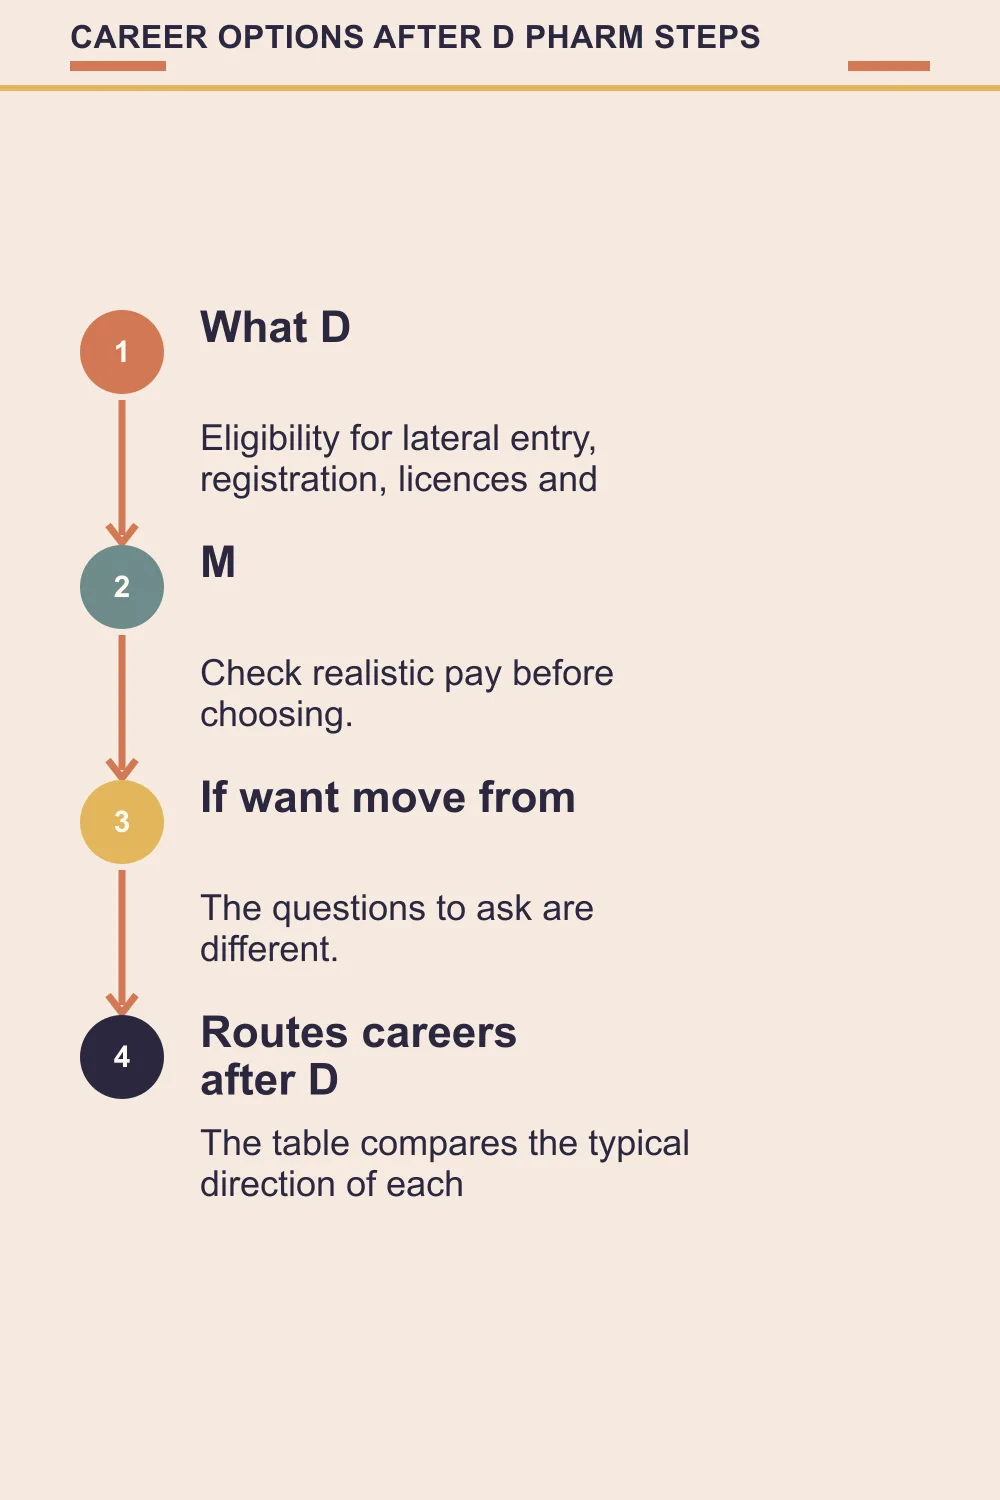 CAREER OPTIONS AFTER D PHARM STEPS
1
What D
Eligibility for lateral entry,
registration, licences and
2
M
Check realistic pay before
choosing.
3
If want move from
The questions to ask are
different.
4
Routes careers
after D
The table compares the typical
direction of each